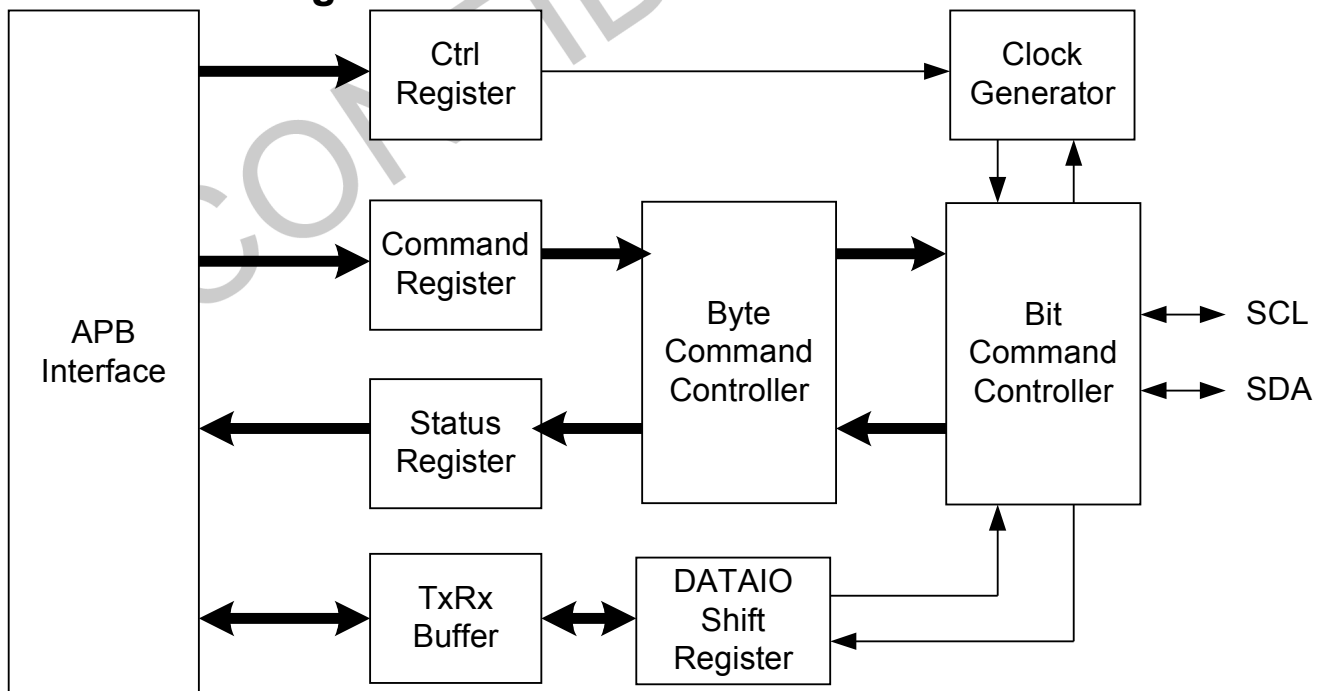 Ctrl
Register
Clock
Generator
APB
Interface
Command
Register
Byte
Command
Controller
Bit
Command
Controller
SCL
SDA
Status
Register
TxRx
Buffer
DATAIO
Shift
Register